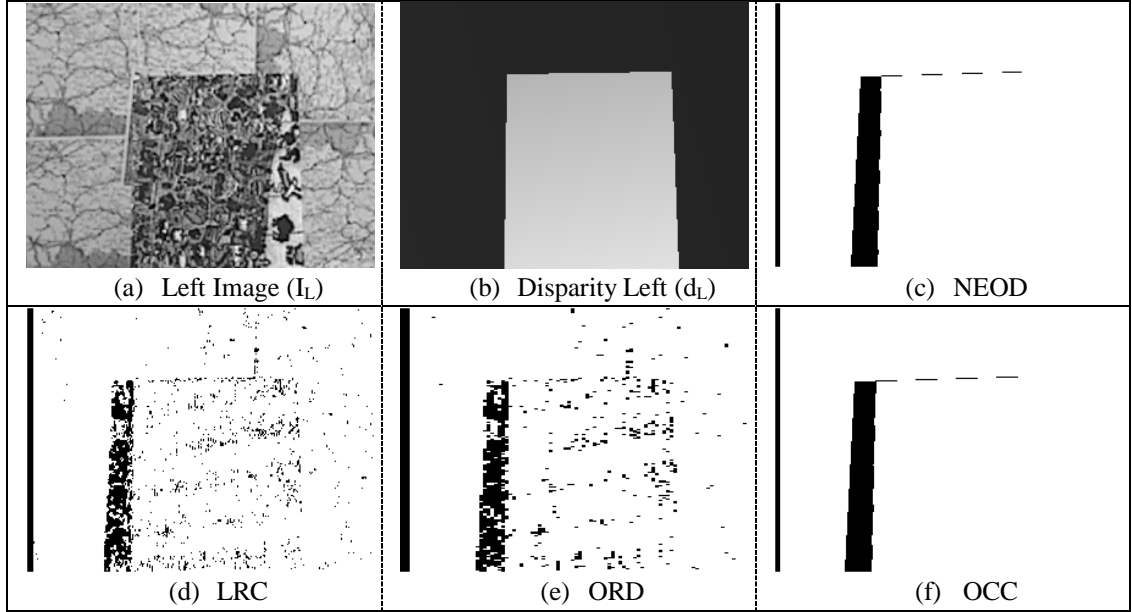 (a) Left Image (I_L)
(b) Disparity Left (d_L)
(c) NEOD
(d) LRC
(e) ORD
(f) OCC